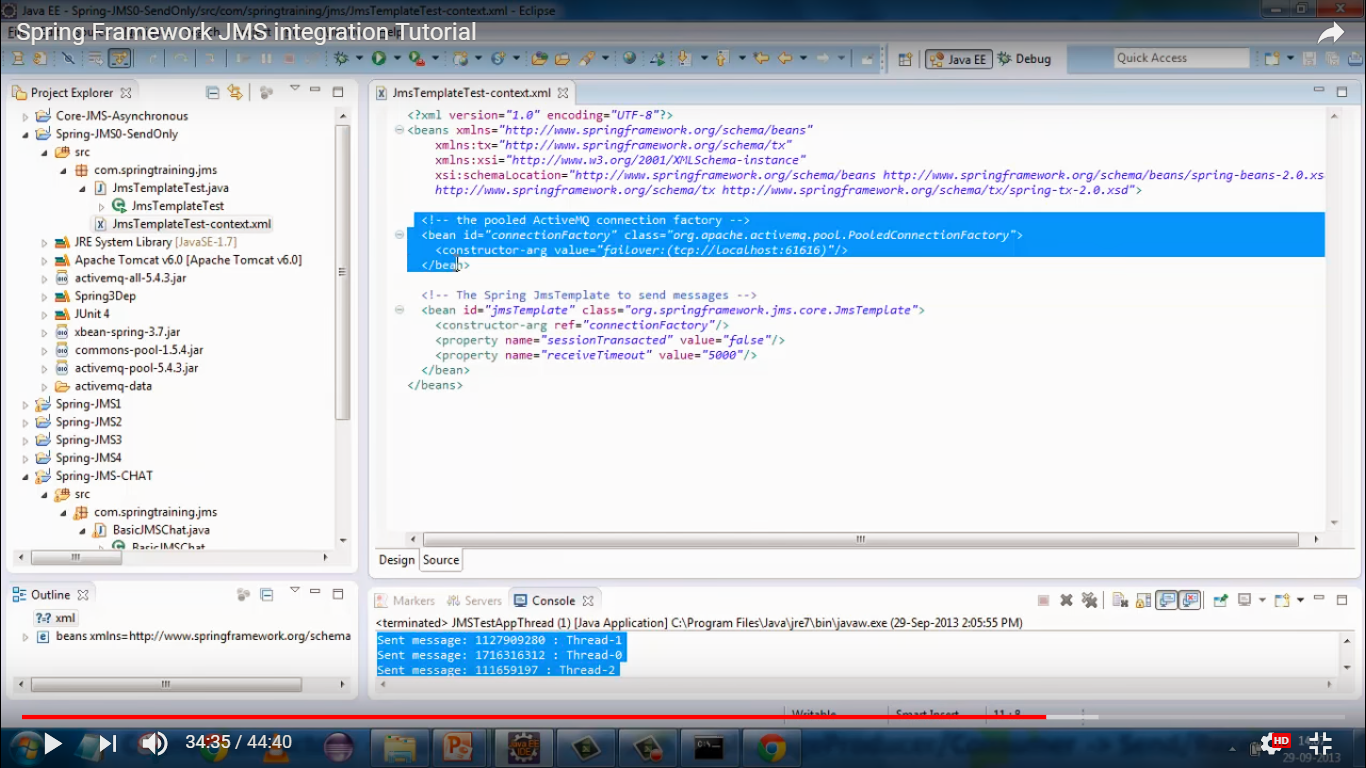 Java EE - Spring-JMS0-SendOnly/src/com/springtraining/jms/JmsTemplateTest-context.xml - Eclipse
Spring Framework JMS integration Tutorial
Quick Access
Java EE
Debug
Project Explorer
Core-JMS-Asynchronous
Spring-JMS0-SendOnly
src
com.springtraining.jms
JmsTemplateTest.java
JmsTemplateTest
JmsTemplateTest-context.xml
JRE System Library [JavaSE-1.7]
Apache Tomcat v6.0 [Apache Tomcat v6.0]
activemq-all-5.4.3.jar
Spring3Dep
JUnit 4
xbean-spring-3.7.jar
commons-pool-1.5.4.jar
activemq-pool-5.4.3.jar
activemq-data
Spring-JMS1
Spring-JMS2
Spring-JMS3
Spring-JMS4
Spring-JMS-CHAT
src
com.springtraining.jms
BasicJMSChat.java
BasicJMSChat
JmsTemplateTest-context.xml
<?xml version="1.0" encoding="UTF-8"?>
<beans xmlns="http://www.springframework.org/schema/beans"
xmlns:tx="http://www.springframework.org/schema/tx"
xmlns:xsi="http://www.w3.org/2001/XMLSchema-instance"
xsi:schemaLocation="http://www.springframework.org/schema/beans http://www.springframework.org/schema/beans/spring-beans-2.0.xs
http://www.springframework.org/schema/tx http://www.springframework.org/schema/tx/spring-tx-2.0.xsd">
<!-- the pooled ActiveMQ connection factory -->
<bean id="connectionFactory" class="org.apache.activemq.pool.PooledConnectionFactory">
<constructor-arg value="failover:(tcp://localhost:61616)"/>
</bean>
<!-- The Spring JmsTemplate to send messages -->
<bean id="jmsTemplate" class="org.springframework.jms.core.JmsTemplate">
<constructor-arg ref="connectionFactory"/>
<property name="sessionTransacted" value="false"/>
<property name="receiveTimeout" value="5000"/>
</bean>
</beans>
Design
Source
Outline
?-? xml
beans xmlns=http://www.springframework.org/schema
Markers
Servers
Console
<terminated> JMSTestAppThread (1) [Java Application] C:\Program Files\Java\jre7\bin\javaw.exe (29-Sep-2013 2:05:55 PM)
Sent message: 1127909280 : Thread-1
Sent message: 1716316312 : Thread-0
Sent message: 111659197 : Thread-2
Writable
Smart Insert
11 : 8
34:35 / 44:40
HD
29-09-2013